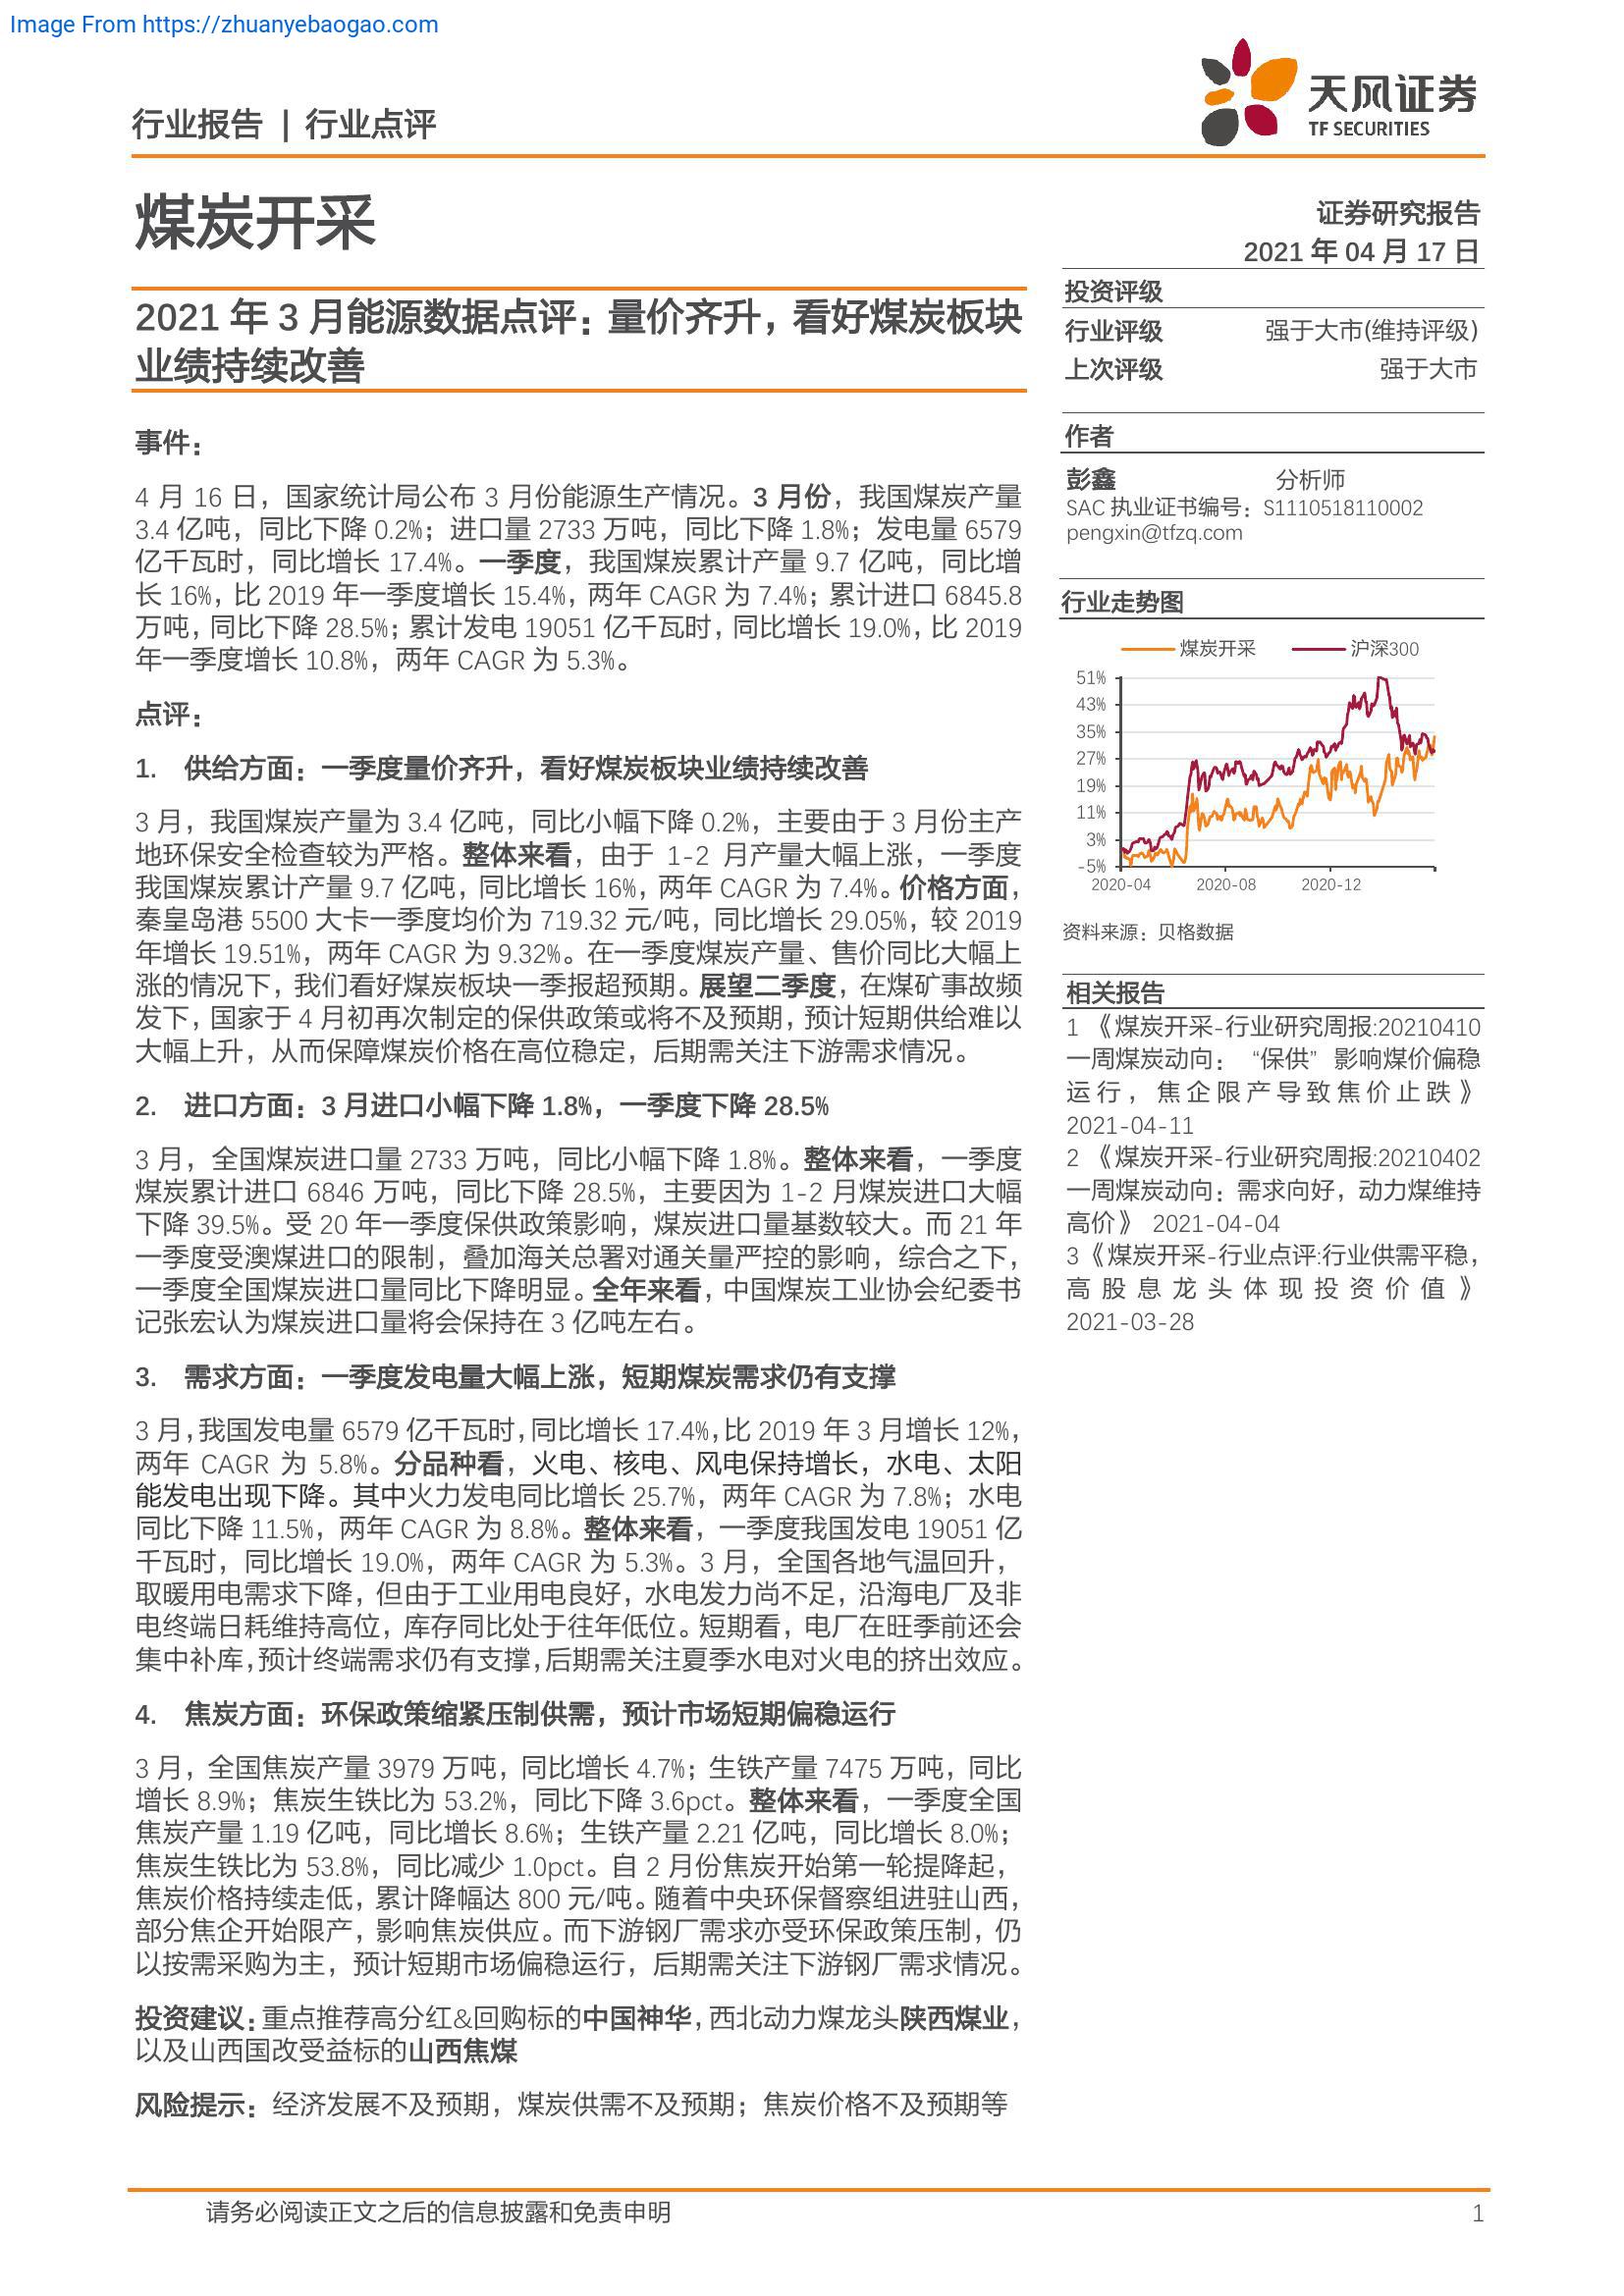 Image From https://zhuanyebaogao.com
行业报告 | 行业点评
天风证券
TF SECURITIES
煤炭开采
证券研究报告
2021 年 04 月 17 日
2021 年 3 月能源数据点评：量价齐升，看好煤炭板块
业绩持续改善
事件：
4 月 16 日，国家统计局公布 3 月份能源生产情况。3 月份，我国煤炭产量
3.4 亿吨，同比下降 0.2%；进口量 2733 万吨，同比下降 1.8%；发电量 6579
亿千瓦时，同比增长 17.4%。一季度，我国煤炭累计产量 9.7 亿吨，同比增
长 16%，比 2019 年一季度增长 15.4%，两年 CAGR 为 7.4%；累计进口 6845.8
万吨，同比下降 28.5%；累计发电 19051 亿千瓦时，同比增长 19.0%，比 2019
年一季度增长 10.8%，两年 CAGR 为 5.3%。
点评：
1. 供给方面：一季度量价齐升，看好煤炭板块业绩持续改善
3 月，我国煤炭产量为 3.4 亿吨，同比小幅下降 0.2%，主要由于 3 月份主产
地环保安全检查较为严格。整体来看，由于 1-2 月产量大幅上涨，一季度
我国煤炭累计产量 9.7 亿吨，同比增长 16%，两年 CAGR 为 7.4%。价格方面，
秦皇岛港 5500 大卡一季度均价为 719.32 元/吨，同比增长 29.05%，较 2019
年增长 19.51%，两年 CAGR 为 9.32%。在一季度煤炭产量、售价同比大幅上
涨的情况下，我们看好煤炭板块一季报超预期。展望二季度，在煤矿事故频
发下，国家于 4 月初再次制定的保供政策或将不及预期，预计短期供给难以
大幅上升，从而保障煤炭价格在高位稳定，后期需关注下游需求情况。
2. 进口方面：3 月进口小幅下降 1.8%，一季度下降 28.5%
3 月，全国煤炭进口量 2733 万吨，同比小幅下降 1.8%。整体来看，一季度
煤炭累计进口 6846 万吨，同比下降 28.5%，主要因为 1-2 月煤炭进口大幅
下降 39.5%。受 20 年一季度保供政策影响，煤炭进口量基数较大。而 21 年
一季度受澳煤进口的限制，叠加海关总署对通关量严控的影响，综合之下，
一季度全国煤炭进口量同比下降明显。全年来看，中国煤炭工业协会纪委书
记张宏认为煤炭进口量将会保持在 3 亿吨左右。
3. 需求方面：一季度发电量大幅上涨，短期煤炭需求仍有支撑
3 月，我国发电量 6579 亿千瓦时，同比增长 17.4%，比 2019 年 3 月增长 12%，
两年 CAGR 为 5.8%。分品种看，火电、核电、风电保持增长，水电、太阳
能发电出现下降。其中火力发电同比增长 25.7%，两年 CAGR 为 7.8%；水电
同比下降 11.5%，两年 CAGR 为 8.8%。整体来看，一季度我国发电 19051 亿
千瓦时，同比增长 19.0%，两年 CAGR 为 5.3%。3 月，全国各地气温回升，
取暖用电需求下降，但由于工业用电良好，水电发力尚不足，沿海电厂及非
电终端日耗维持高位，库存同比处于往年低位。短期看，电厂在旺季前还会
集中补库，预计终端需求仍有支撑，后期需关注夏季水电对火电的挤出效应。
4. 焦炭方面：环保政策缩紧压制供需，预计市场短期偏稳运行
3 月，全国焦炭产量 3979 万吨，同比增长 4.7%；生铁产量 7475 万吨，同比
增长 8.9%；焦炭生铁比为 53.2%，同比下降 3.6pct。整体来看，一季度全国
焦炭产量 1.19 亿吨，同比增长 8.6%；生铁产量 2.21 亿吨，同比增长 8.0%；
焦炭生铁比为 53.8%，同比减少 1.0pct。自 2 月份焦炭开始第一轮提降起，
焦炭价格持续走低，累计降幅达 800 元/吨。随着中央环保督察组进驻山西，
部分焦企开始限产，影响焦炭供应。而下游钢厂需求亦受环保政策压制，仍
以按需采购为主，预计短期市场偏稳运行，后期需关注下游钢厂需求情况。
投资建议：重点推荐高分红&回购标的中国神华，西北动力煤龙头陕西煤业，
以及山西国改受益标的山西焦煤
风险提示：经济发展不及预期，煤炭供需不及预期；焦炭价格不及预期等
投资评级
行业评级 强于大市(维持评级)
上次评级 强于大市
作者
彭鑫 分析师
SAC 执业证书编号：S1110518110002
pengxin@tfzq.com
行业走势图
煤炭开采 沪深300
51%
43%
35%
27%
19%
11%
3%
-5%
2020-04 2020-08 2020-12
资料来源：贝格数据
相关报告
1 《煤炭开采-行业研究周报:20210410
一周煤炭动向： “保供” 影响煤价偏稳
运行，焦企限产导致焦价止跌》
2021-04-11
2 《煤炭开采-行业研究周报:20210402
一周煤炭动向：需求向好，动力煤维持
高价》 2021-04-04
3 《煤炭开采-行业点评:行业供需平稳，
高股息龙头体现投资价值》
2021-03-28
请务必阅读正文之后的信息披露和免责申明
1